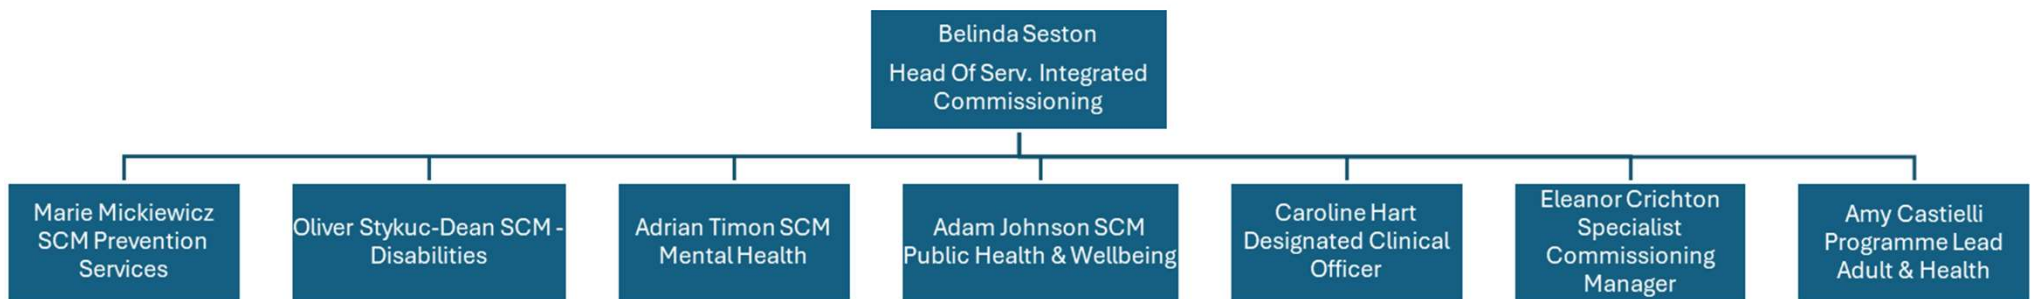 Belinda Seston
Head Of Serv. Integrated
Commissioning
Marie Mickiewicz
SCM Prevention
Services
Oliver Stykuc-Dean SCM -
Disabilities
Adrian Timon SCM
Mental Health
Adam Johnson SCM
Public Health & Wellbeing
Caroline Hart
Designated Clinical
Officer
Eleanor Crichton
Specialist
Commissioning
Manager
Amy Castielli
Programme Lead
Adult & Health